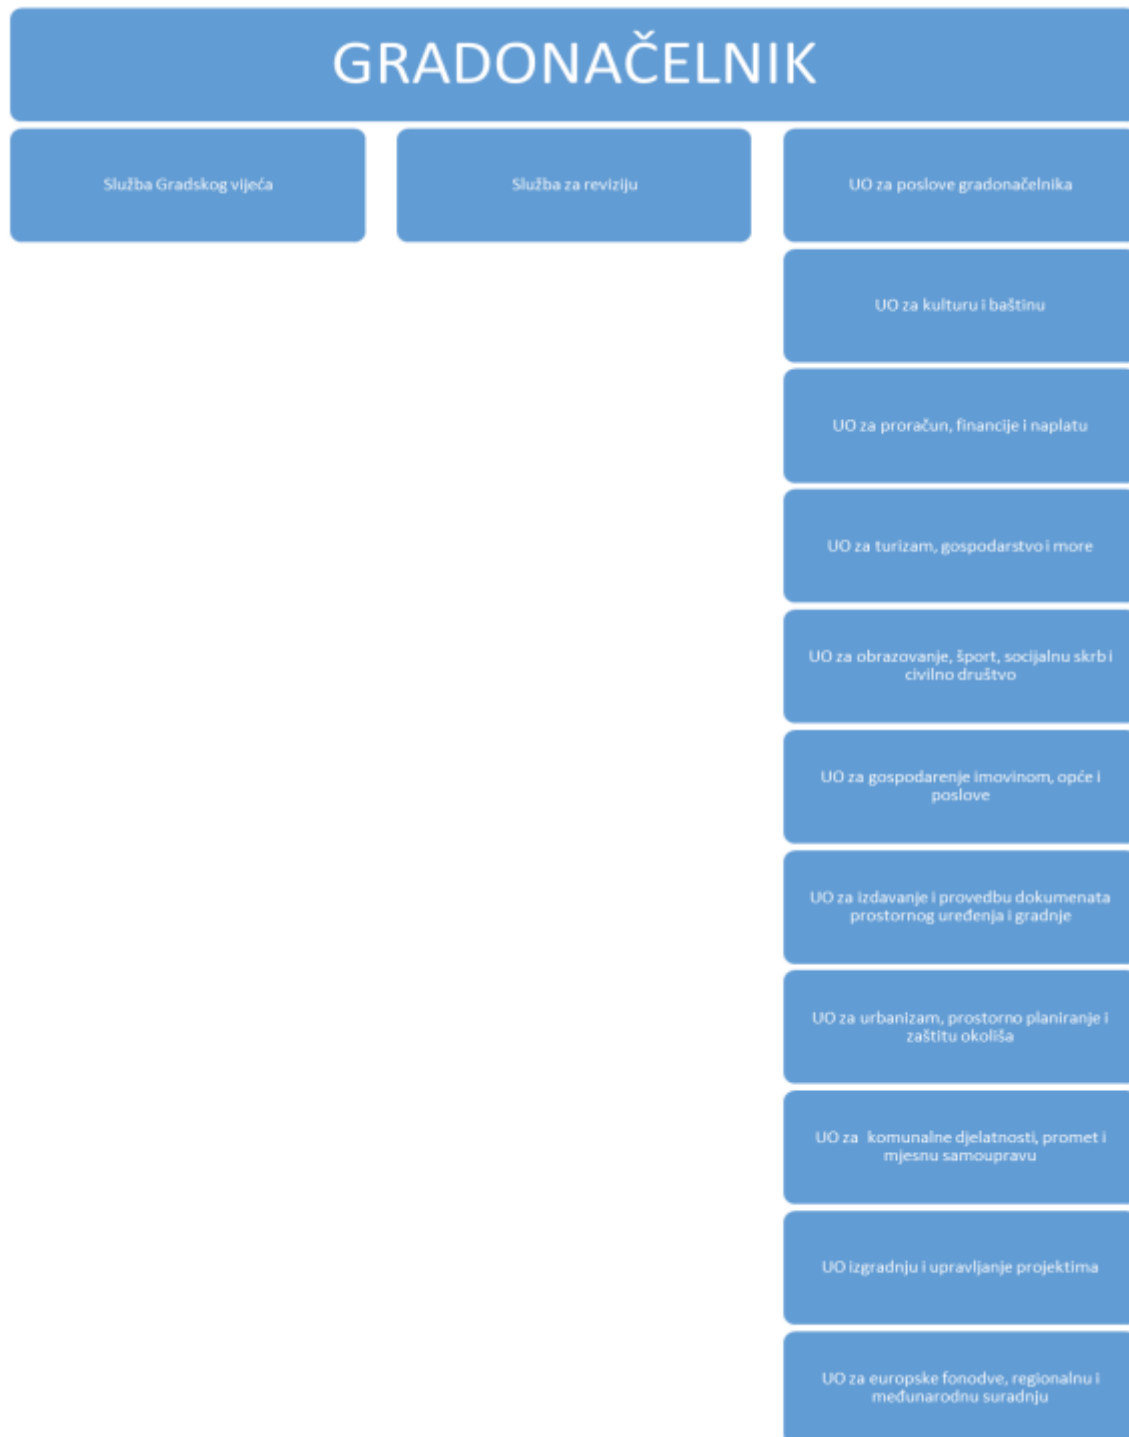 GRADONAČELNIK
Služba Gradskog vijeća
Služba za reviziju
UO za poslove gradonačelnika
UO za kulturu i baštinu
UO za proračun, financije i naplatu
UO za turizam, gospodarstvo i more
UO za obrazovanje, šport, socijalnu skrb i
civilno društvo
UO za gospodarenje imovinom, opće i
poslove
UO za izdavanje i provedbu dokumenata
prostornog uređenja i gradnje
UO za urbanizam, prostorno planiranje i
zaštitu okoliša
UO za  komunalne djelatnosti, promet i
mjesnu samoupravu
UO izgradnju i upravljanje projektima
UO za europske fonodve, regionalnu i
međunarodnu suradnju